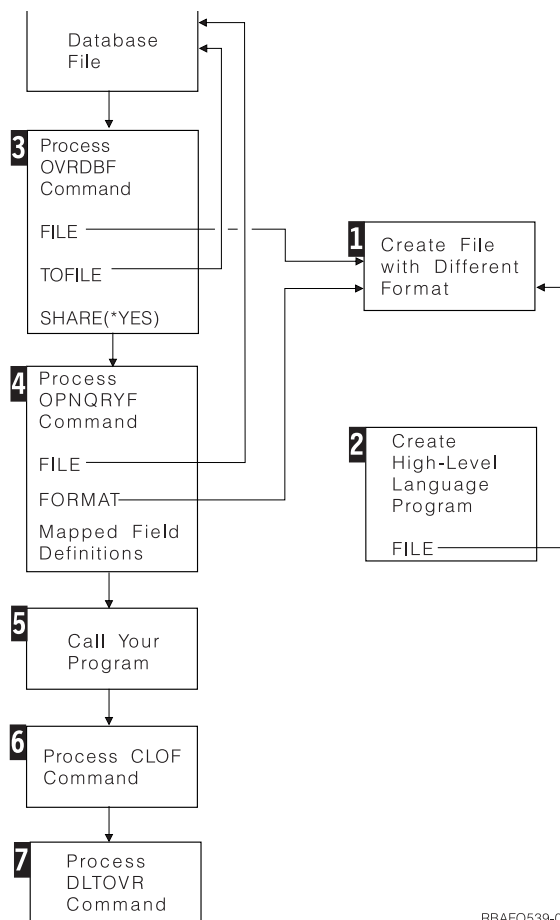 Database
File
3
Process
OVRDBF
Command
FILE
TOFILE
SHARE(*YES)
1
Create File
with Different
Format
4
Process
OPNQRYF
Command
FILE
FORMAT
Mapped Field
Definitions
2
Create
High-Level
Language
Program
FILE
5
Call Your
Program
6
Process CLOF
Command
7
Process
DLTOVR
Command